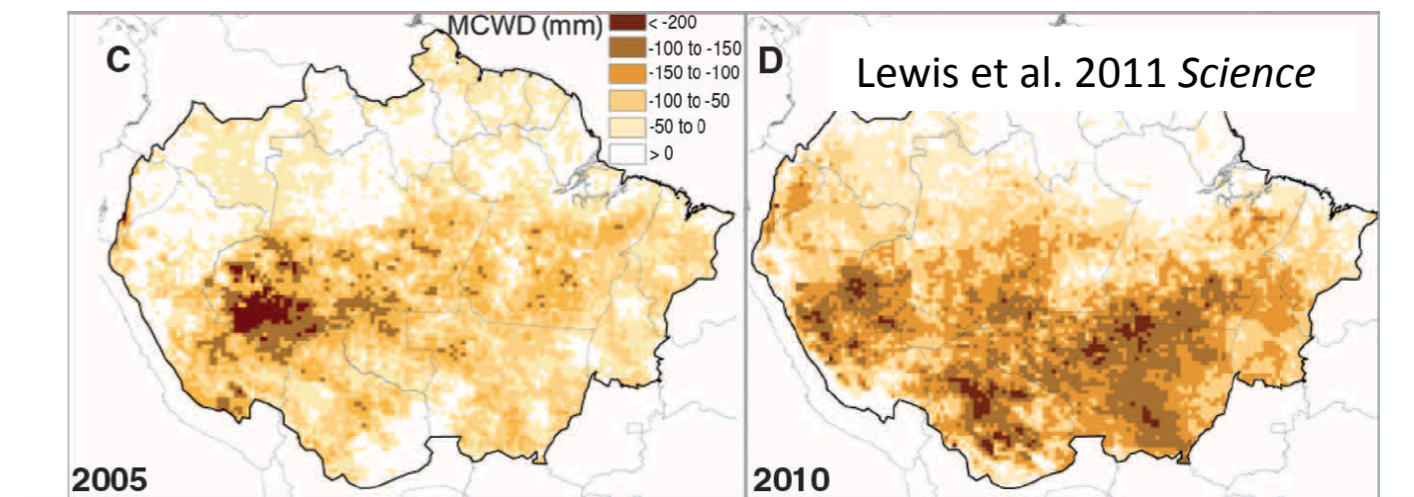 C
MCWD (mm)
< -200
-100 to -150
-150 to -100
-100 to -50
-50 to 0
> 0
2005
D
Lewis et al. 2011 Science
2010